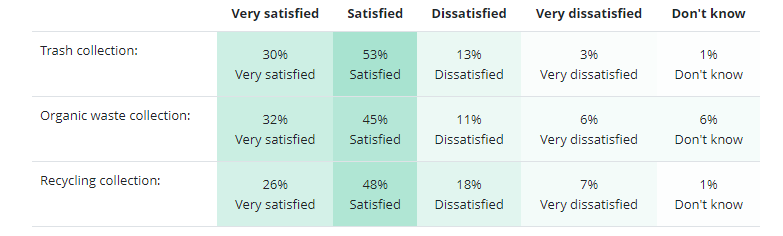 Very satisfied Satisfied Dissatisfied Very dissatisfied Don't know
Trash collection: 30% 53% 13% 3% 1%
Very satisfied Satisfied Dissatisfied Very dissatisfied Don't know
Organic waste collection: 32% 45% 11% 6% 6%
Very satisfied Satisfied Dissatisfied Very dissatisfied Don't know
Recycling collection: 26% 48% 18% 7% 1%
Very satisfied Satisfied Dissatisfied Very dissatisfied Don't know